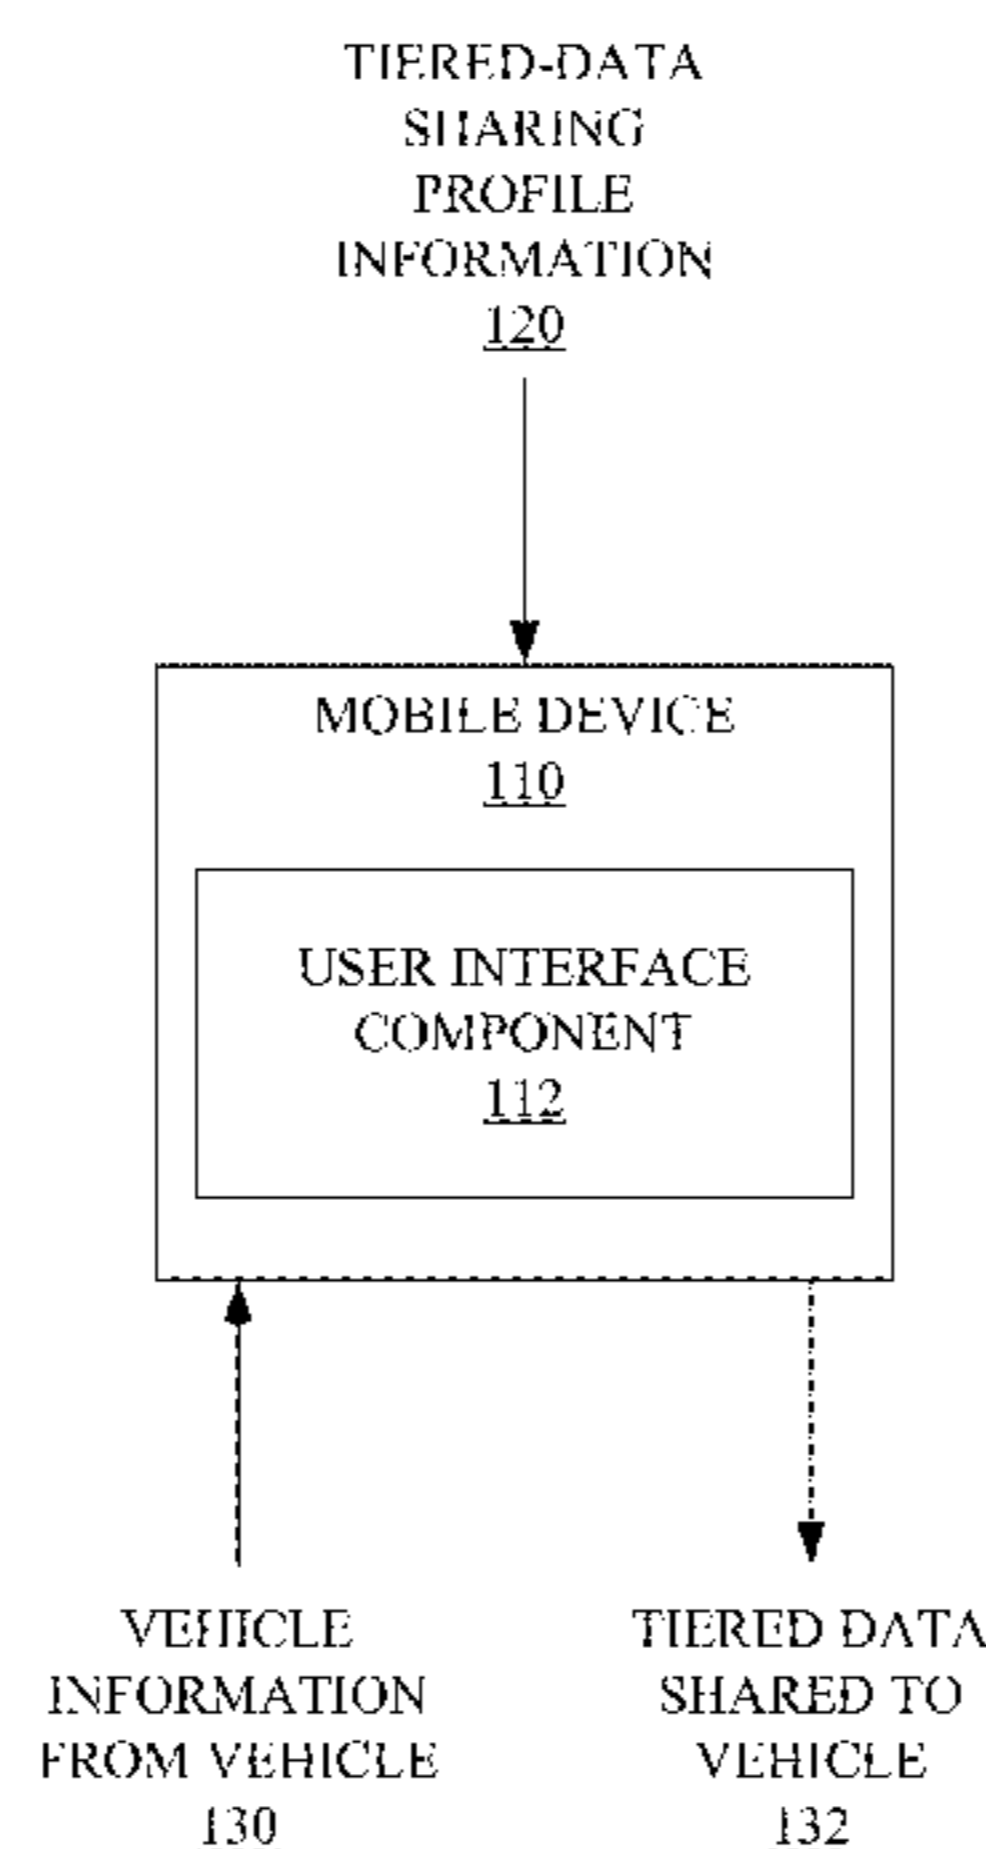 TIERED-DATA
SHARING
PROFILE
INFORMATION
120
MOBILE DEVICE
110
USER INTERFACE
COMPONENT
112
VEHICLE
INFORMATION
FROM VEHICLE
130
TIERED DATA
SHARED TO
VEHICLE
132